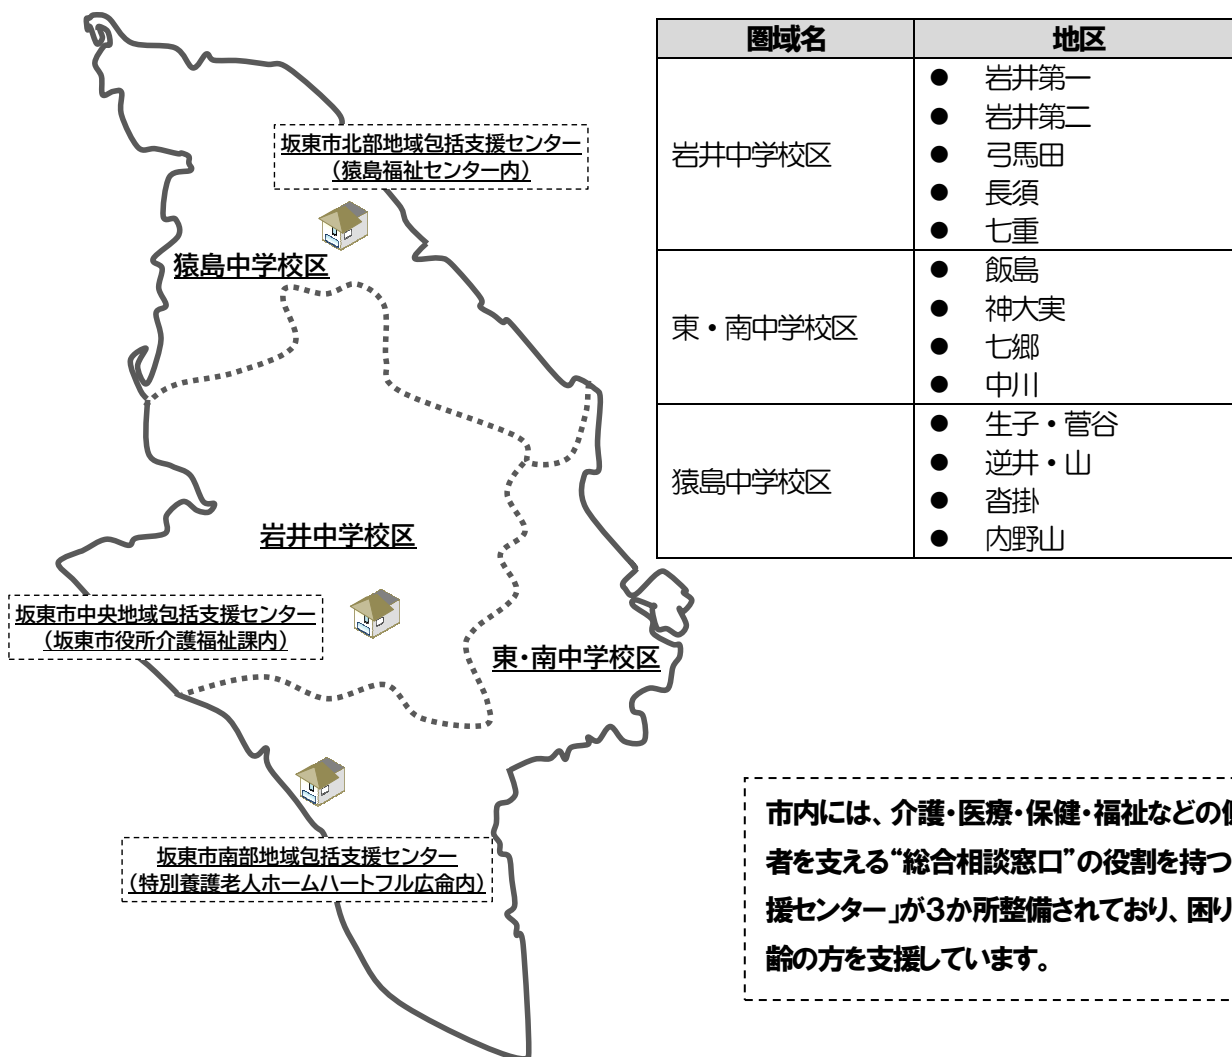 坂東市北部地域包括支援センター
（猿島福祉センター内）
猿島中学校区
岩井中学校区
坂東市中央地域包括支援センター
（坂東市役所介護福祉課内）
東・南中学校区
坂東市南部地域包括支援センター
（特別養護老人ホームハートフル広侖内）
圏域名 地区
岩井中学校区
● 岩井第一
● 岩井第二
● 弓馬田
● 長須
● 七重
東・南中学校区
● 飯島
● 神大実
● 七郷
● 中川
猿島中学校区
● 生子・菅谷
● 逆井・山
● 沓掛
● 内野山
市内には、介護・医療・保健・福祉などの
者を支える“総合相談窓口”の役割を持つ
援センター」が3か所整備されており、困り
齢の方を支援しています。